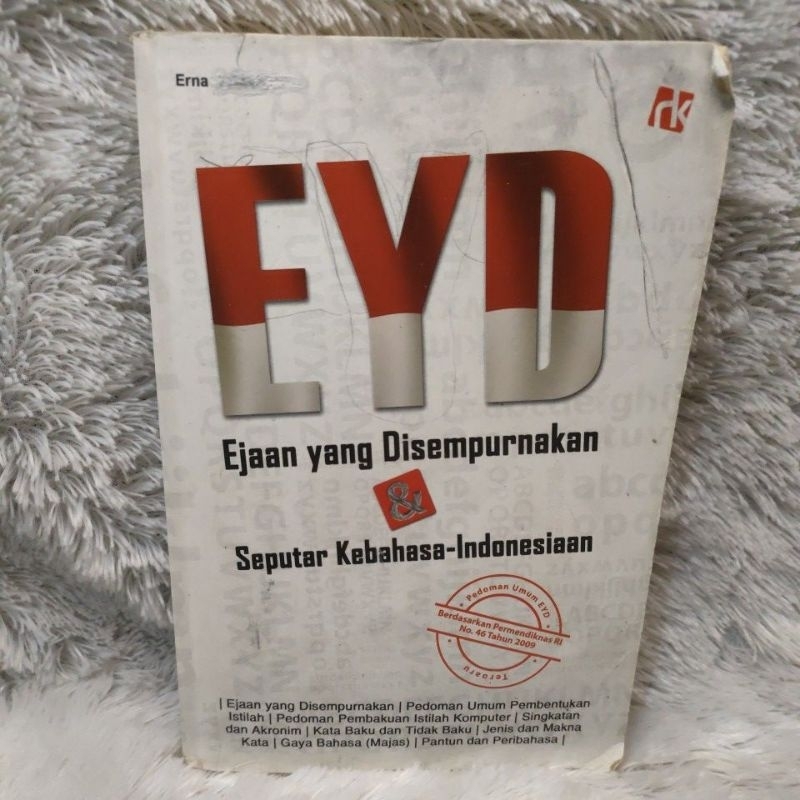 Erna
rk
EYD
Ejaan yang Disempurnakan
&
Seputar Kebahasa-Indonesiaan
Pedoman Umum EYD
Berdasarkan Permendiknas RI
No. 46 Tahun 2009
Terbaru
| Ejaan yang Disempurnakan | Pedoman Umum Pembentukan
Istilah | Pedoman Pembakuan Istilah Komputer | Singkatan
dan Akronim | Kata Baku dan Tidak Baku | Jenis dan Makna
Kata | Gaya Bahasa (Majas) | Pantun dan Peribahasa |